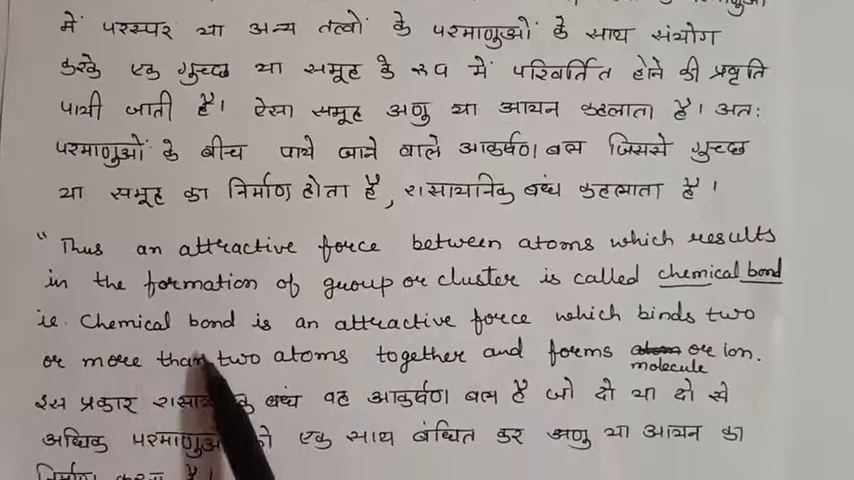 में परस्पर या अन्य तत्वों के परमाणुओं के साथ संयोग
करके एक गुच्छ या समूह के रूप में परिवर्तित होने की प्रवृति
पायी जाती है। ऐसा समूह अणु या आयन कहलाता है। अतः
परमाणुओं के बीच पाये जाने वाले आकर्षण बल जिससे गुच्छ
या समूह का निर्माण होता है, रासायनिक बंध कहलाता है।
"Thus an attractive force between atoms which results
in the formation of group or cluster is called chemical bond
ie. Chemical bond is an attractive force which binds two
or more than two atoms together and forms atom or ion.
molecule
इस प्रकार बंध वह आकर्षण बल है जो दो या दो से
अधिक एक साथ बंधित कर अणु या आयन का